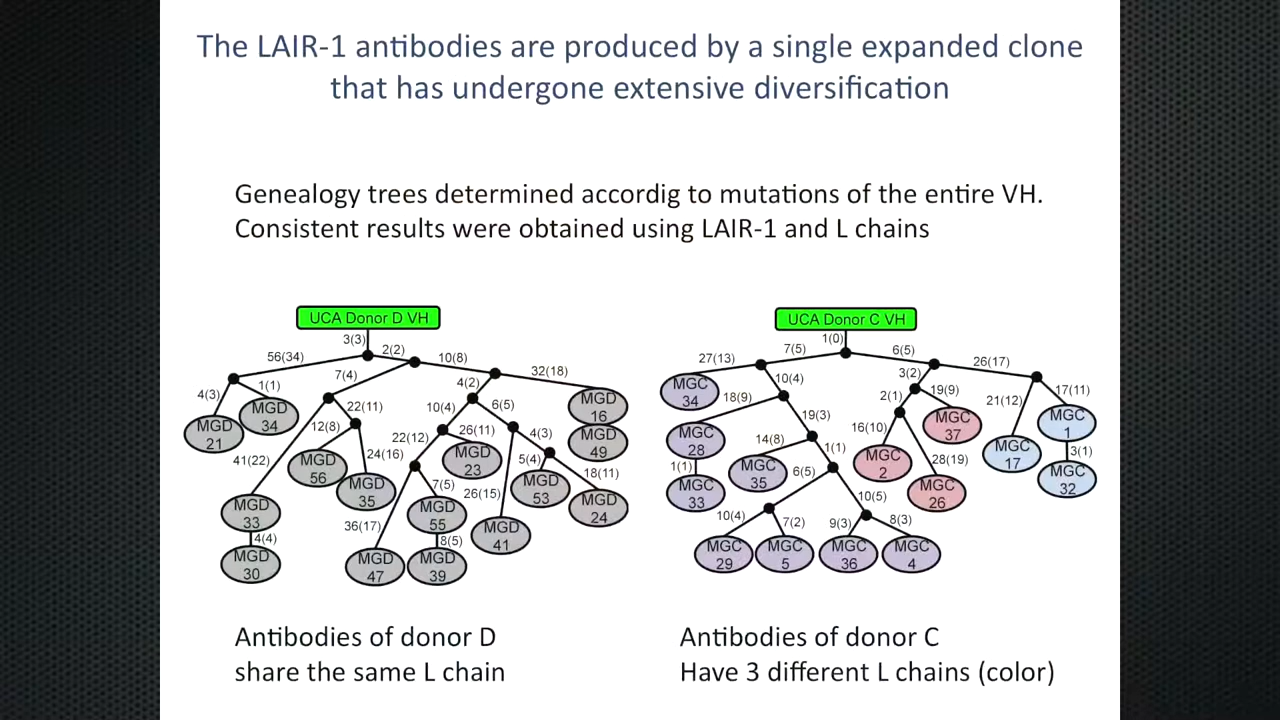 The LAIR-1 antibodies are produced by a single expanded clone
that has undergone extensive diversification
Genealogy trees determined accordig to mutations of the entire VH.
Consistent results were obtained using LAIR-1 and L chains
UCA Donor D VH
3(3)
56(34)
2(2)
10(8)
4(3)
1(1)
7(4)
4(2)
32(18)
MGD
21
MGD
34
22(11)
10(4)
6(5)
MGD
16
12(8)
41(22)
24(16)
22(12)
26(11)
4(3)
MGD
49
MGD
56
MGD
35
MGD
23
7(5)
26(15)
5(4)
18(11)
MGD
53
MGD
24
MGD
33
4(4)
MGD
30
36(17)
MGD
55
8(5)
MGD
41
MGD
47
MGD
39
UCA Donor C VH
1(0)
7(5)
6(5)
27(13)
10(4)
3(2)
26(17)
MGC
34
18(9)
19(3)
2(1)
19(9)
21(12)
17(11)
MGC
28
14(8)
1(1)
16(10)
MGC
37
MGC
1
1(1)
MGC
33
MGC
35
6(5)
MGC
2
28(19)
MGC
17
3(1)
MGC
26
MGC
32
10(5)
10(4)
7(2)
9(3)
8(3)
MGC
29
MGC
5
MGC
36
MGC
4
Antibodies of donor D
share the same L chain
Antibodies of donor C
Have 3 different L chains (color)